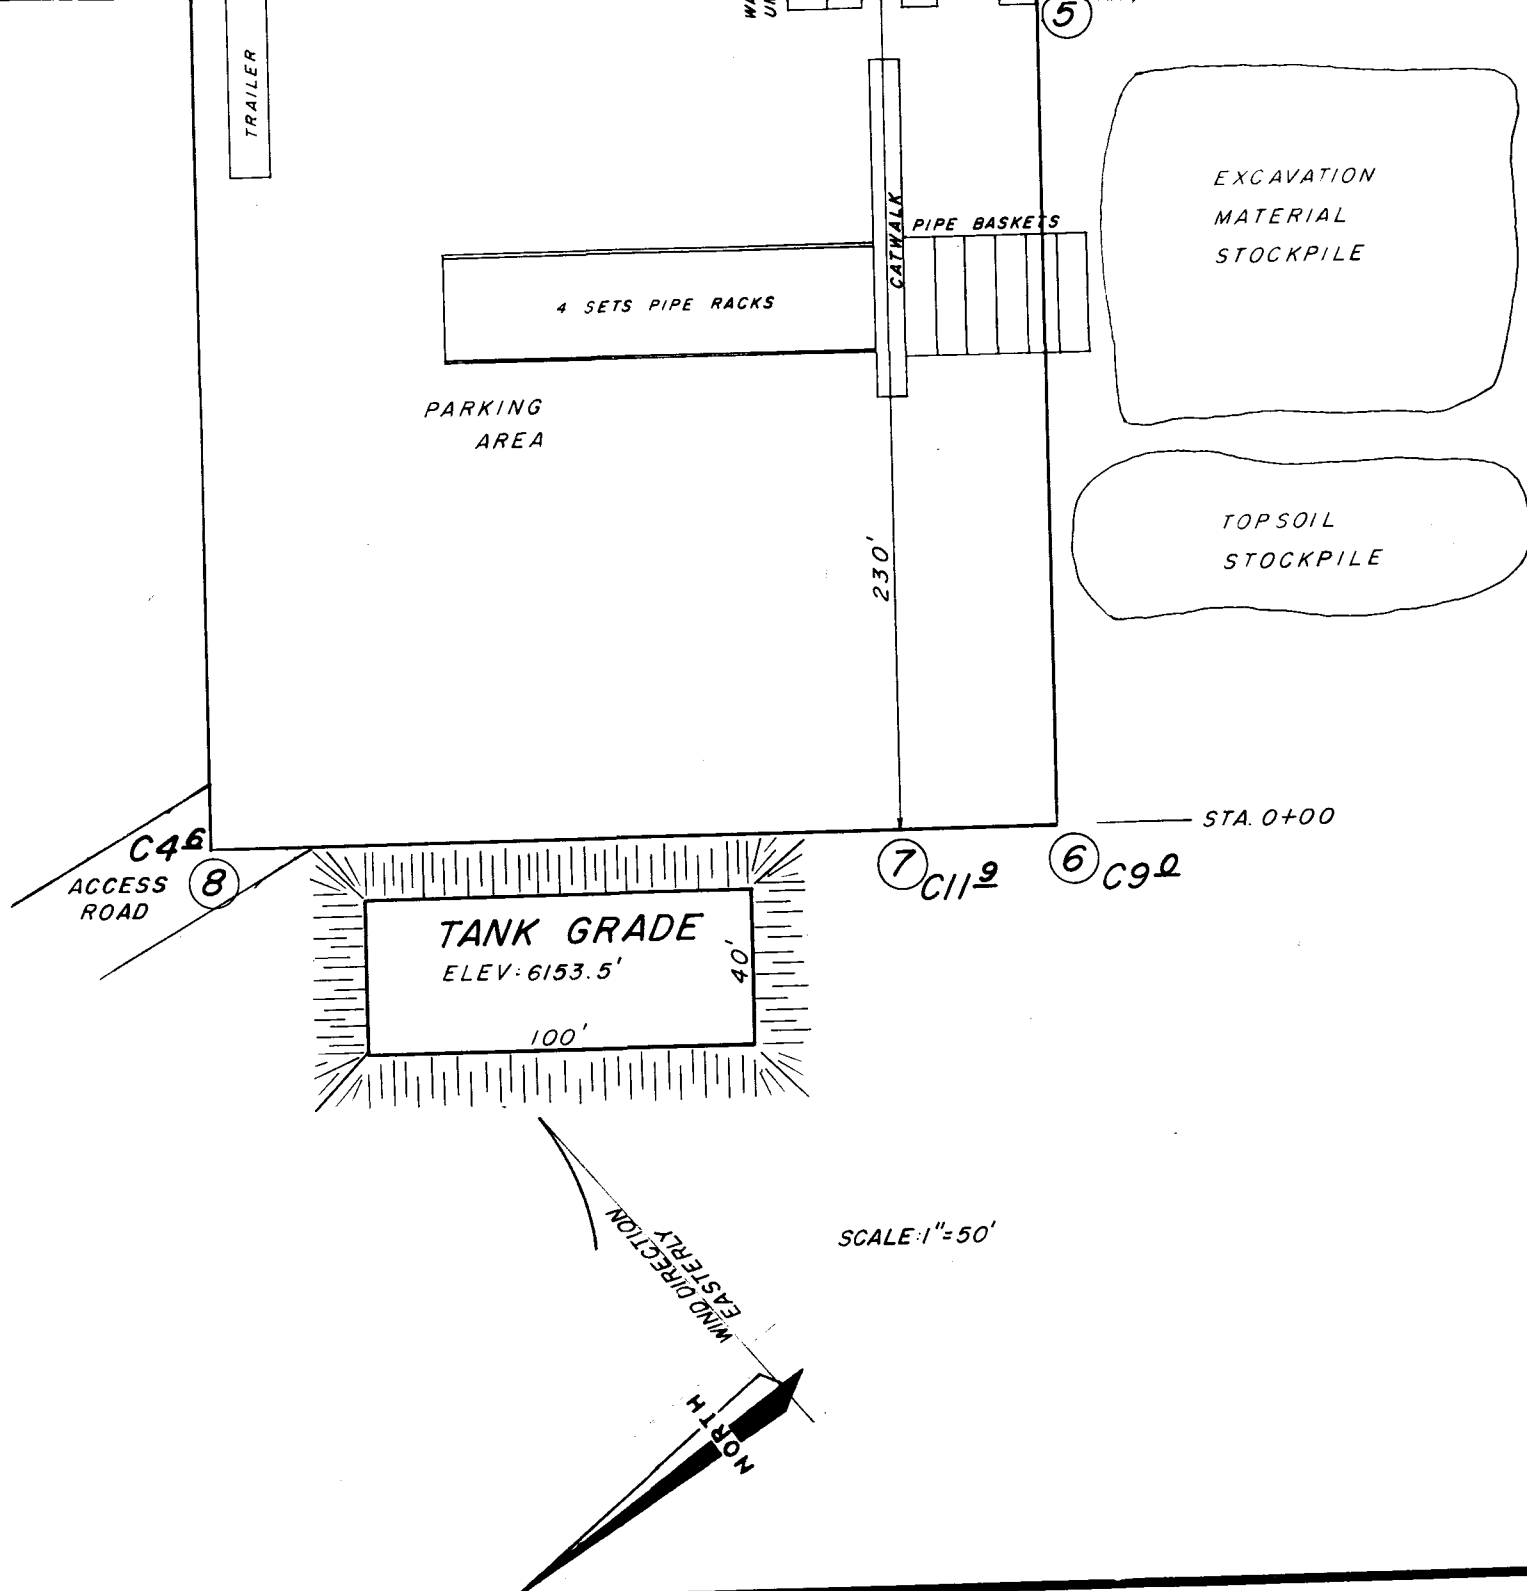 5
TRAILER
EXCAVATION
MATERIAL
STOCKPILE
CATWALK
PIPE BASKETS
4 SETS PIPE RACKS
PARKING
AREA
TOPSOIL
STOCKPILE
230'
STA. 0+00
C4 6
8
ACCESS
ROAD
7
C11 9
6
C9 0
TANK GRADE
ELEV: 6153.5'
40'
100'
WIND DIRECTION
EASTERLY
SCALE: 1"=50'
NORTH